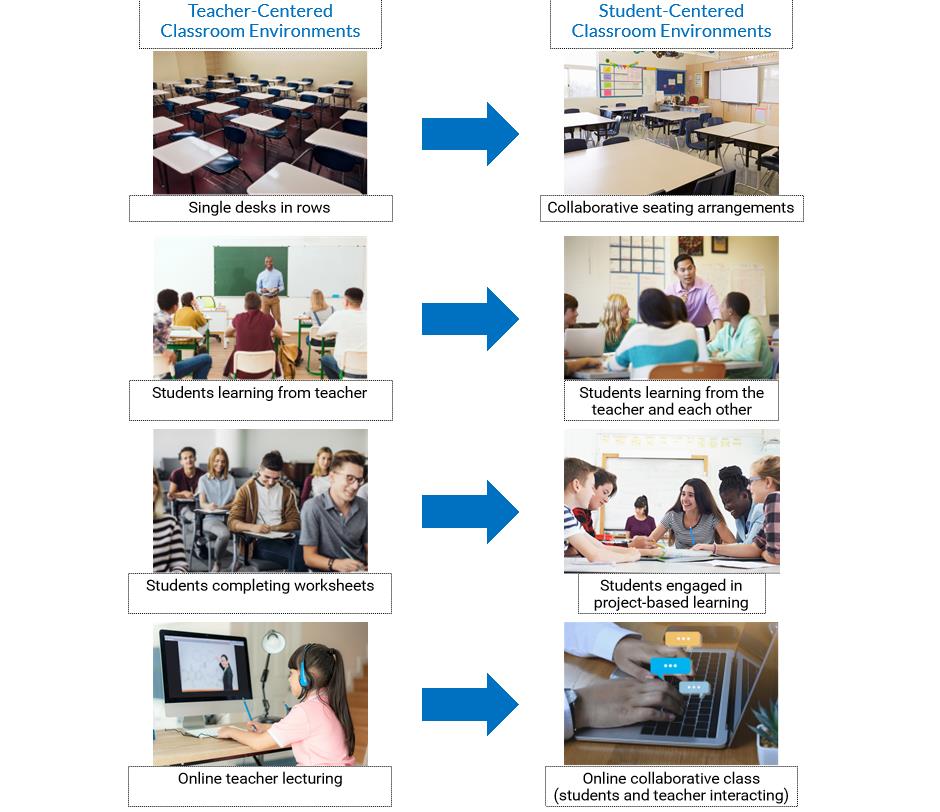 Teacher-Centered
Classroom Environments
Student-Centered
Classroom Environments
Single desks in rows
Collaborative seating arrangements
Students learning from teacher
Students learning from the
teacher and each other
Students completing worksheets
Students engaged in
project-based learning
Online teacher lecturing
Online collaborative class
(students and teacher interacting)